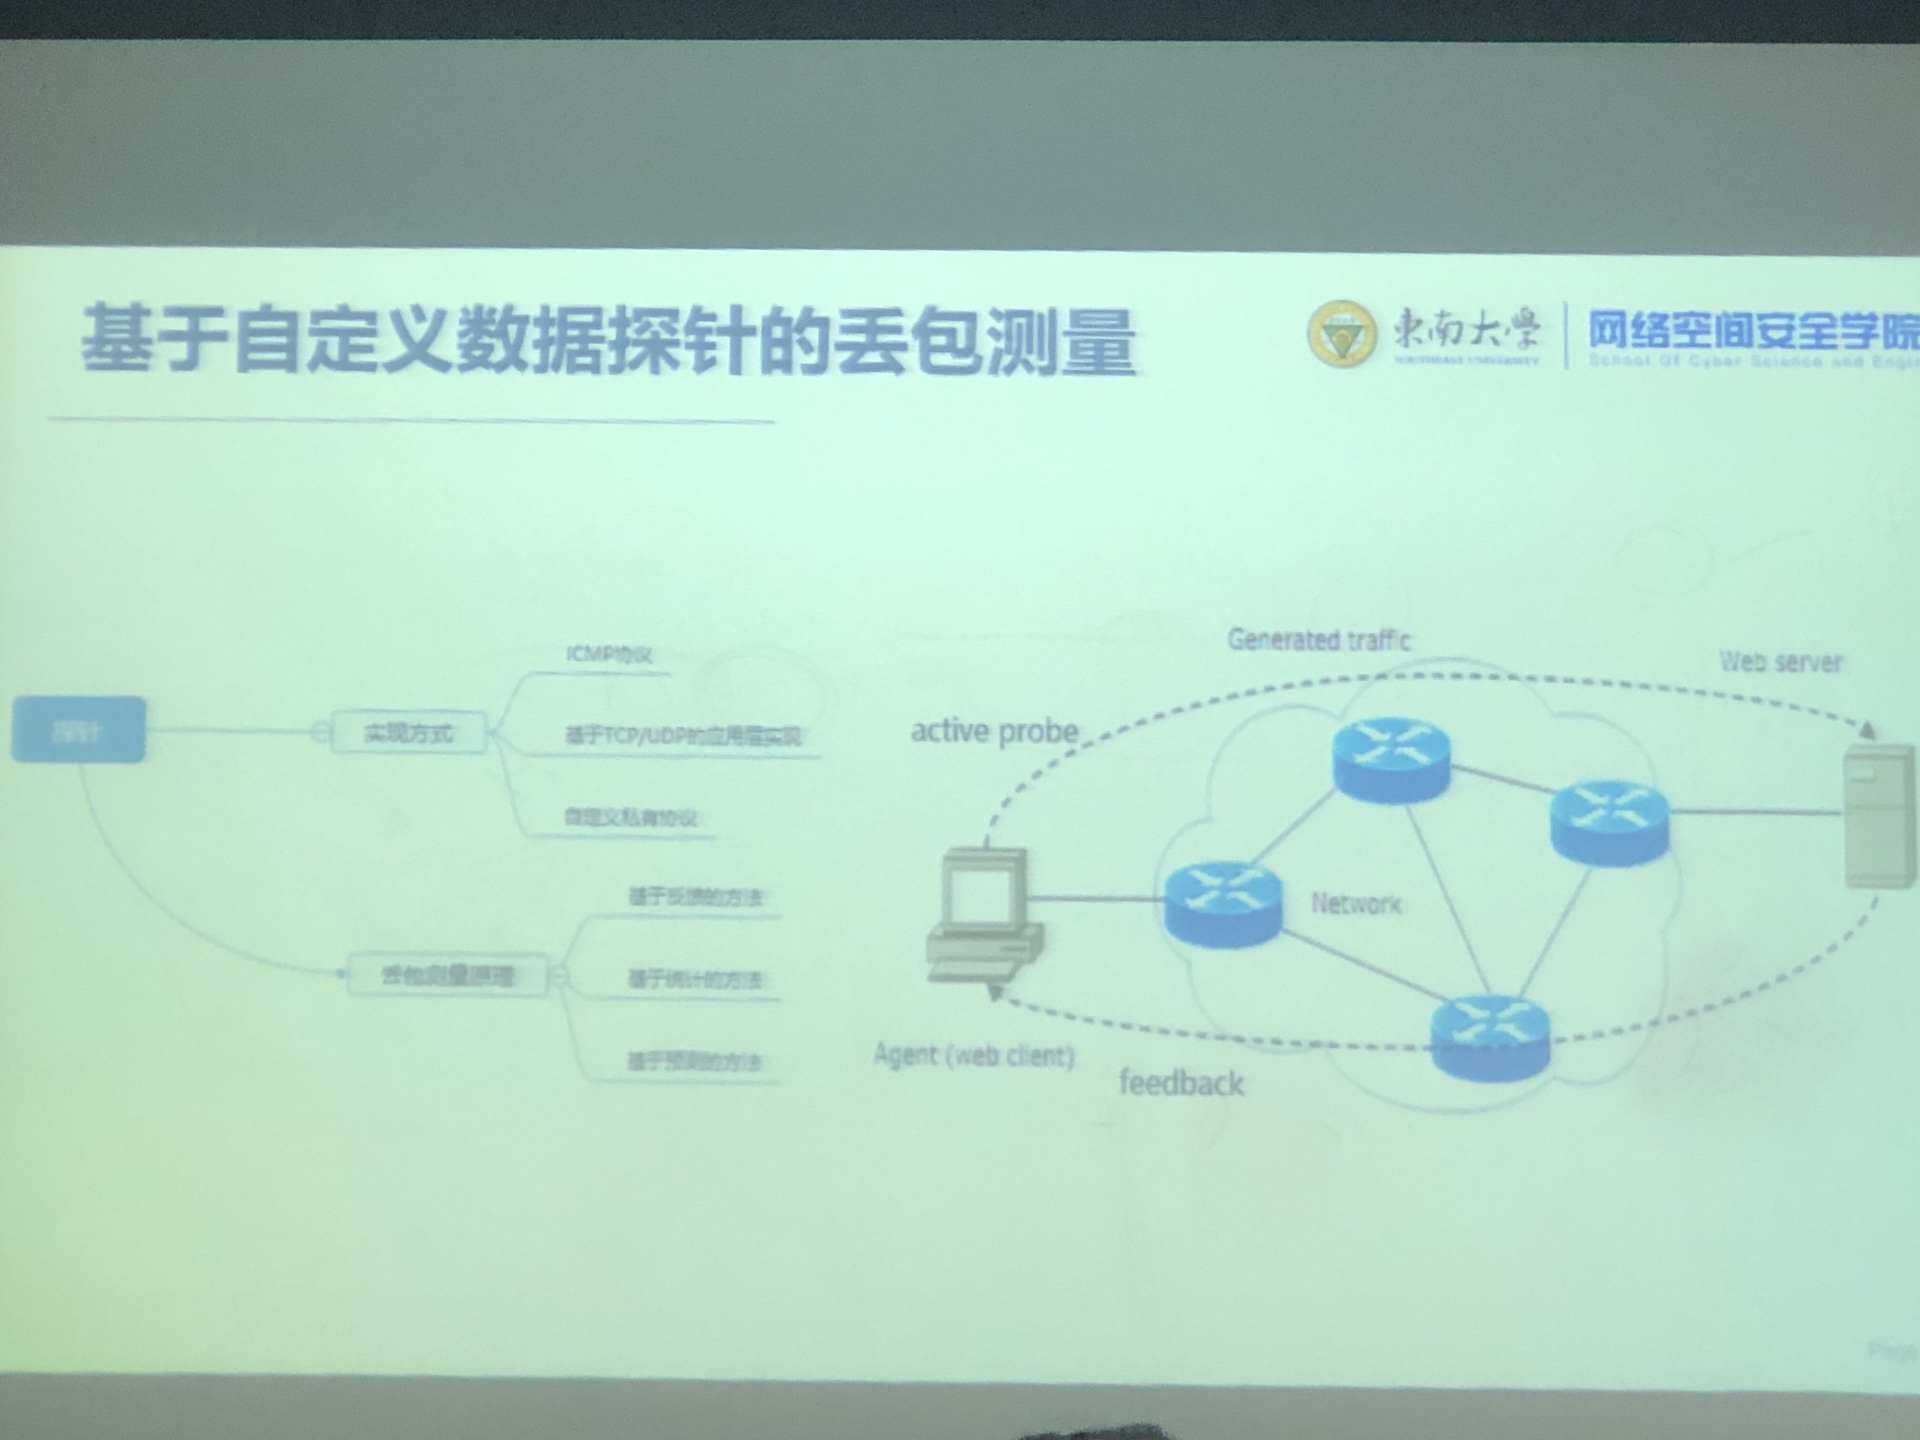 基于自定义数据探针的丢包测量
東南大學
SOUTHEAST UNIVERSITY
网络空间安全学院
School Of Cyber Science and Engi
探针
实现方式
ICMP协议
基于TCP/UDP的应用层实现
自定义私有协议
丢包测量原理
基于反馈的方法
基于统计的方法
基于预测的方法
Generated traffic
Web server
active probe
Network
Agent (web client)
feedback
Page